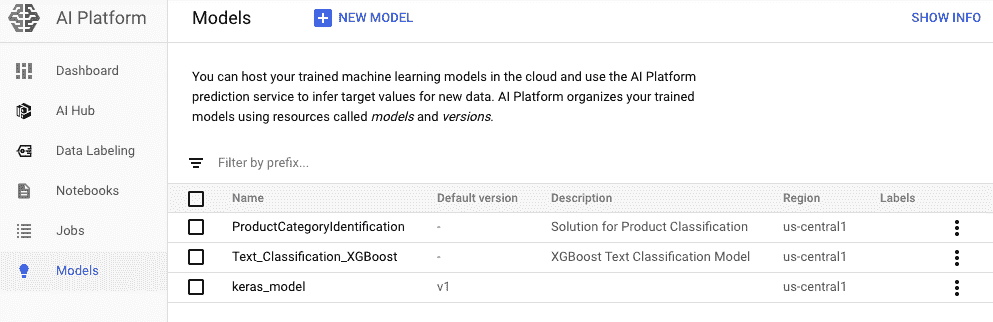 AI Platform
Models
NEW MODEL
SHOW INFO
Dashboard
AI Hub
Data Labeling
Notebooks
Jobs
Models
You can host your trained machine learning models in the cloud and use the AI Platform
prediction service to infer target values for new data. AI Platform organizes your trained
models using resources called models and versions.
Filter by prefix...
Name Default version Description Region Labels
ProductCategoryIdentification - Solution for Product Classification us-central1
Text_Classification_XGBoost - XGBoost Text Classification Model us-central1
keras_model v1 us-central1